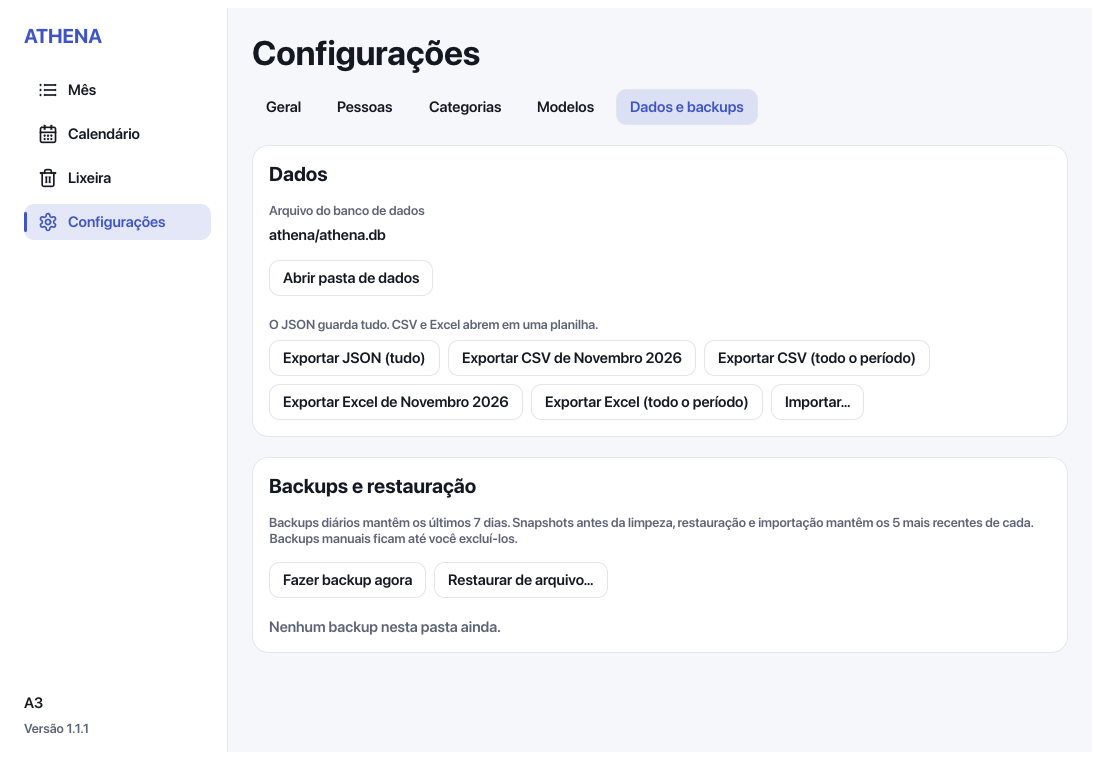 ATHENA
Mês
Calendário
Lixeira
Configurações
A3
Versão 1.1.1
Configurações
Geral
Pessoas
Categorias
Modelos
Dados e backups
Dados
Arquivo do banco de dados
athena/athena.db
Abrir pasta de dados
O JSON guarda tudo. CSV e Excel abrem em uma planilha.
Exportar JSON (tudo)
Exportar CSV de Novembro 2026
Exportar CSV (todo o período)
Exportar Excel de Novembro 2026
Exportar Excel (todo o período)
Importar...
Backups e restauração
Backups diários mantêm os últimos 7 dias. Snapshots antes da limpeza, restauração e importação mantêm os 5 mais recentes de cada.
Backups manuais ficam até você excluí-los.
Fazer backup agora
Restaurar de arquivo...
Nenhum backup nesta pasta ainda.